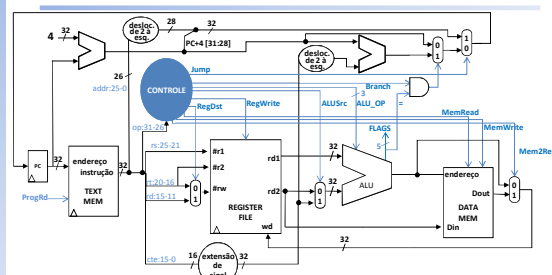 desloc.
de 2 à
esq.
28
32
4
32
PC+4 [31:28]
desloc.
de 2 à
esq.
1
0
0
1
26
addr:25-0
Jump
CONTROLE
Branch
3
RegDst
RegWrite
ALUSrc
ALU_OP
=
MemRead
op:31-26
FLAGS
MemWrite
5
Mem2Reg
rs:25-21
#r1
32
32
PC
32
endereço
instrução
32
#r2
rd1
endereço
rt:20-16
0
1
#rw
rd2
32
0
1
ALU
Dout
0
1
ProgRd
TEXT
MEM
rd:15-11
REGISTER
FILE
DATA
MEM
wd
Din
32
cte:15-0
16
extensão
de
sinal
32